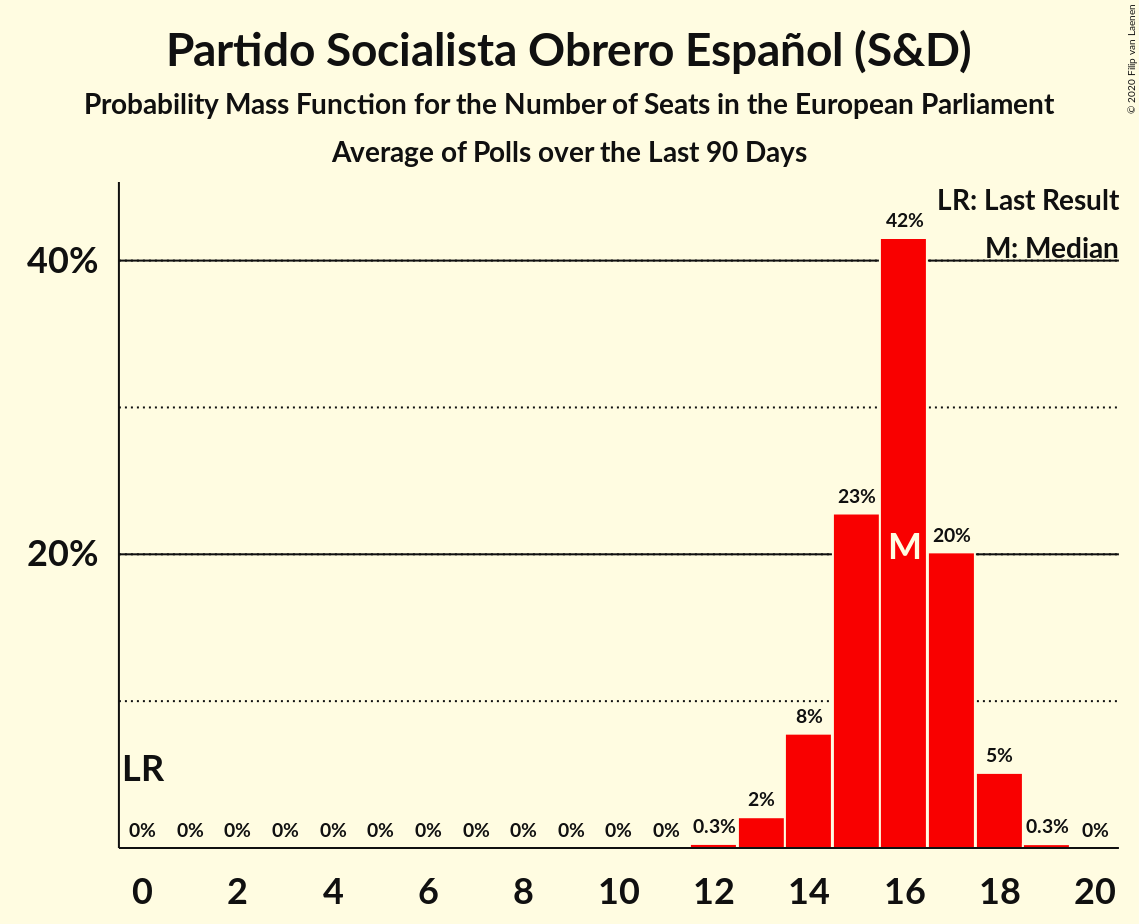 Partido Socialista Obrero Español (S&D)
Probability Mass Function for the Number of Seats in the European Parliament
Average of Polls over the Last 90 Days
© 2020 Filip van Laenen
LR: Last Result
M: Median
42%
40%
23%
20%
M
20%
8%
5%
LR
2%
0% 0% 0% 0% 0% 0% 0% 0% 0% 0% 0% 0% 0.3% 0.3% 0%
0 2 4 6 8 10 12 14 16 18 20